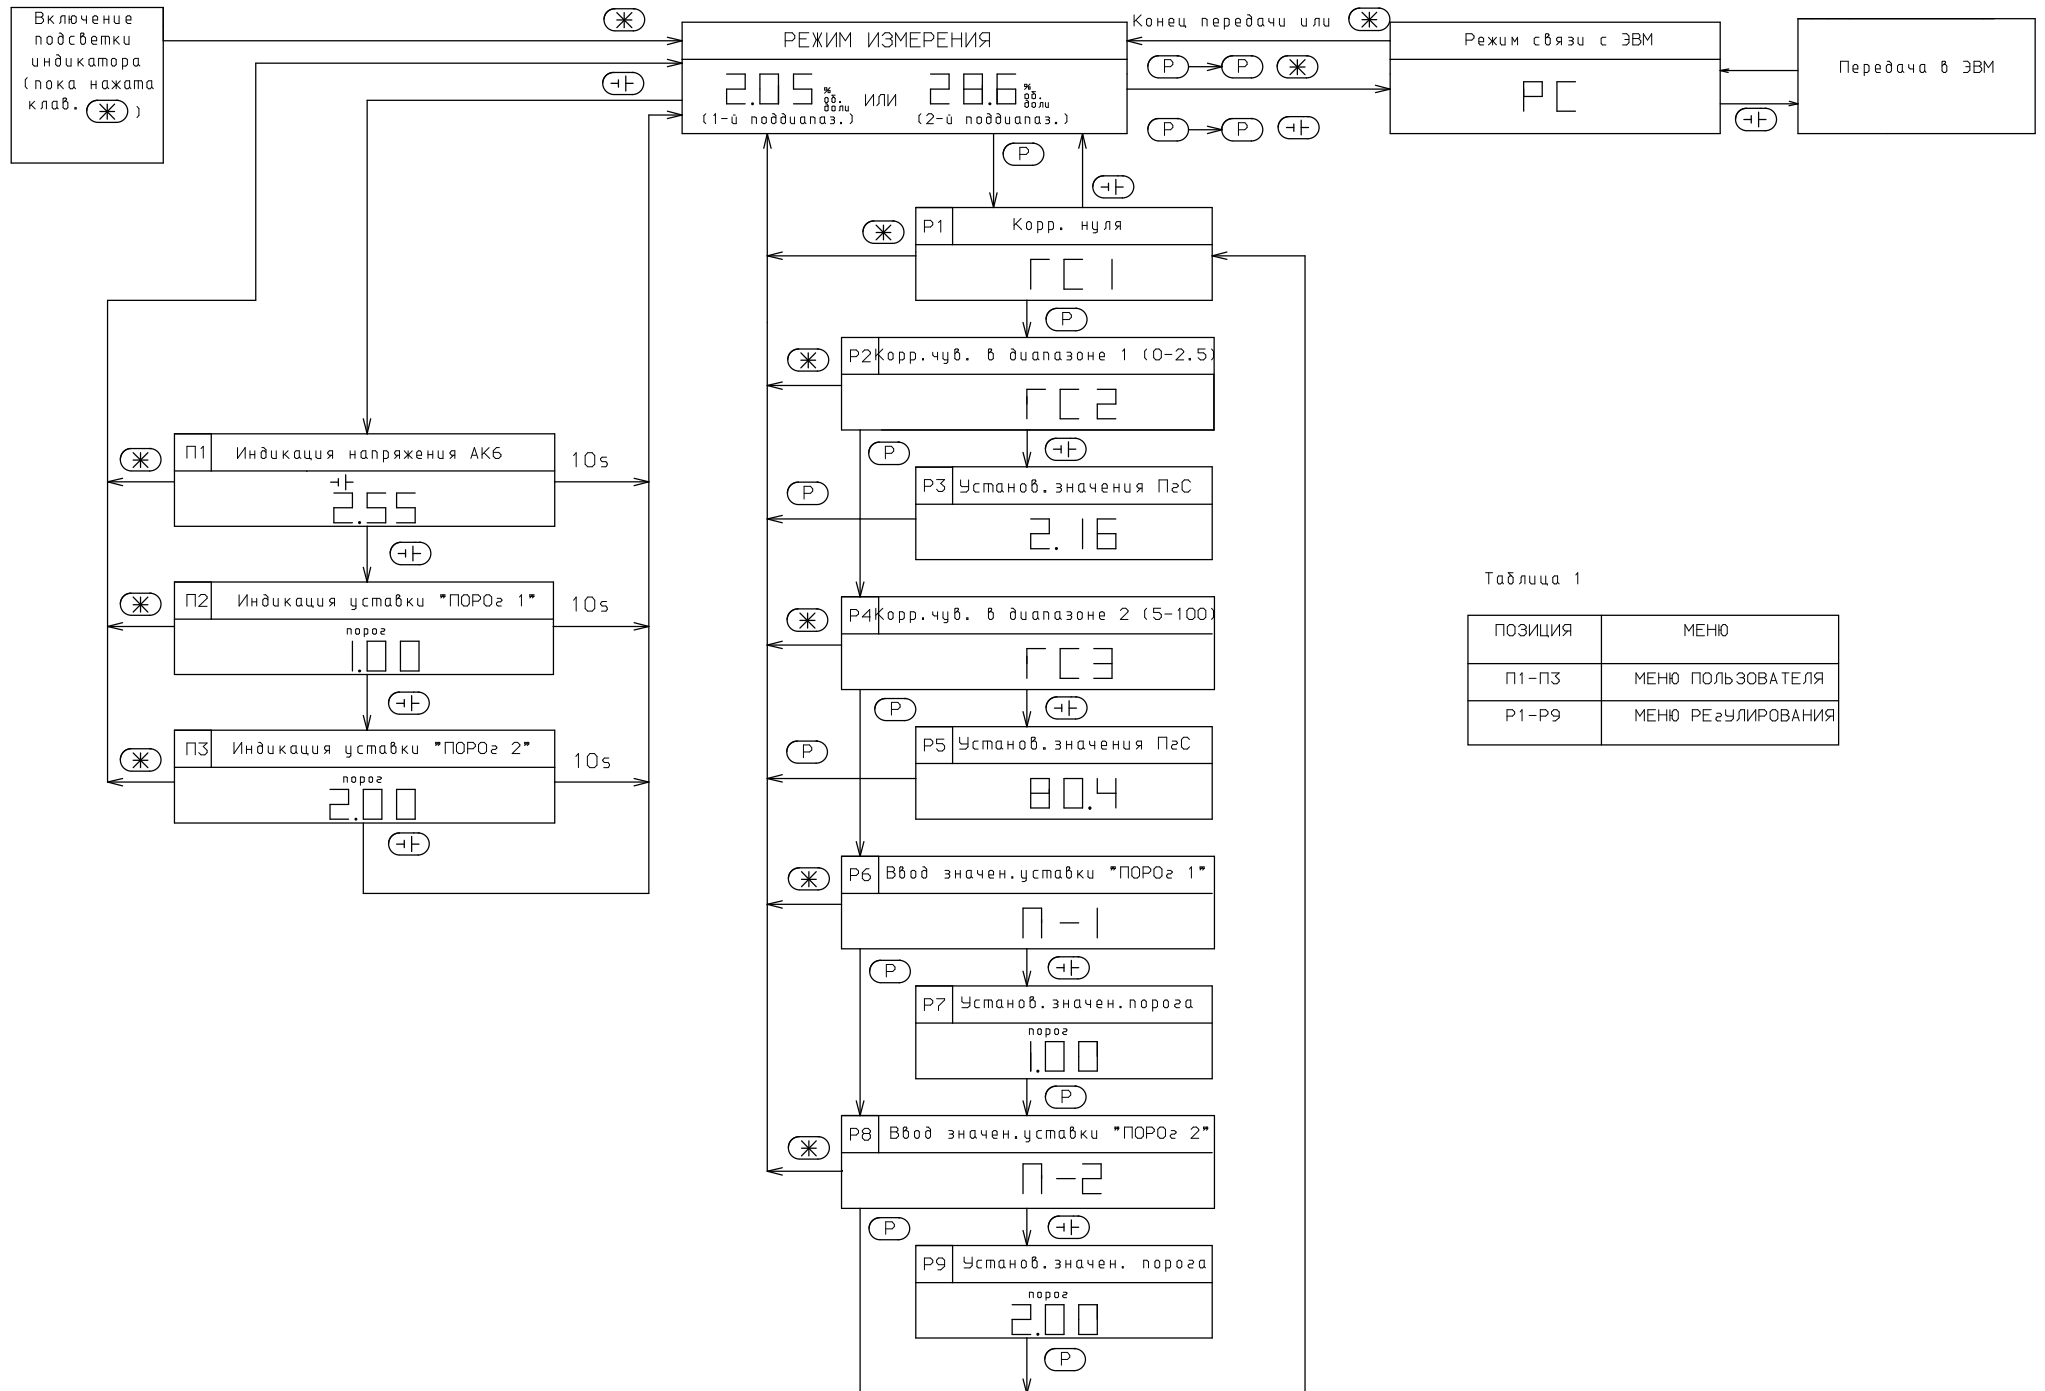 Включение
подсветки
индикатора
(пока нажата
клав. ✳ )
✳
⊣⊢
РЕЖИМ ИЗМЕРЕНИЯ
2.05 % об. доли ИЛИ 28.6 % об. доли
(1-й поддиапаз.) (2-й поддиапаз.)
Конец передачи или ✳
P → P ✳
P → P ⊣⊢
Режим связи с ЭВМ
PC
⊣⊢
Передача в ЭВМ
P
⊣⊢
✳
P1 Корр. нуля
ГС1
P
✳
P2 Корр.чув. в диапазоне 1 (0-2.5)
ГС2
P
⊣⊢
P
P3 Установ.значения ПгС
2.16
✳
P4 Корр.чув. в диапазоне 2 (5-100)
ГС3
P
⊣⊢
P
P5 Установ.значения ПгС
80.4
✳
P6 Ввод значен.уставки "ПОРОг 1"
П-1
P
⊣⊢
P7 Установ.значен.порога
порог
1.00
P
✳
P8 Ввод значен.уставки "ПОРОг 2"
П-2
P
⊣⊢
P9 Установ.значен. порога
порог
2.00
P
✳
П1 Индикация напряжения АКБ
10s
⊣⊢
2.55
⊣⊢
✳
П2 Индикация уставки "ПОРОг 1"
10s
порог
1.00
⊣⊢
✳
П3 Индикация уставки "ПОРОг 2"
10s
порог
2.00
⊣⊢
Таблица 1
ПОЗИЦИЯ МЕНЮ
П1-П3 МЕНЮ ПОЛЬЗОВАТЕЛЯ
Р1-Р9 МЕНЮ РЕгУЛИРОВАНИЯ